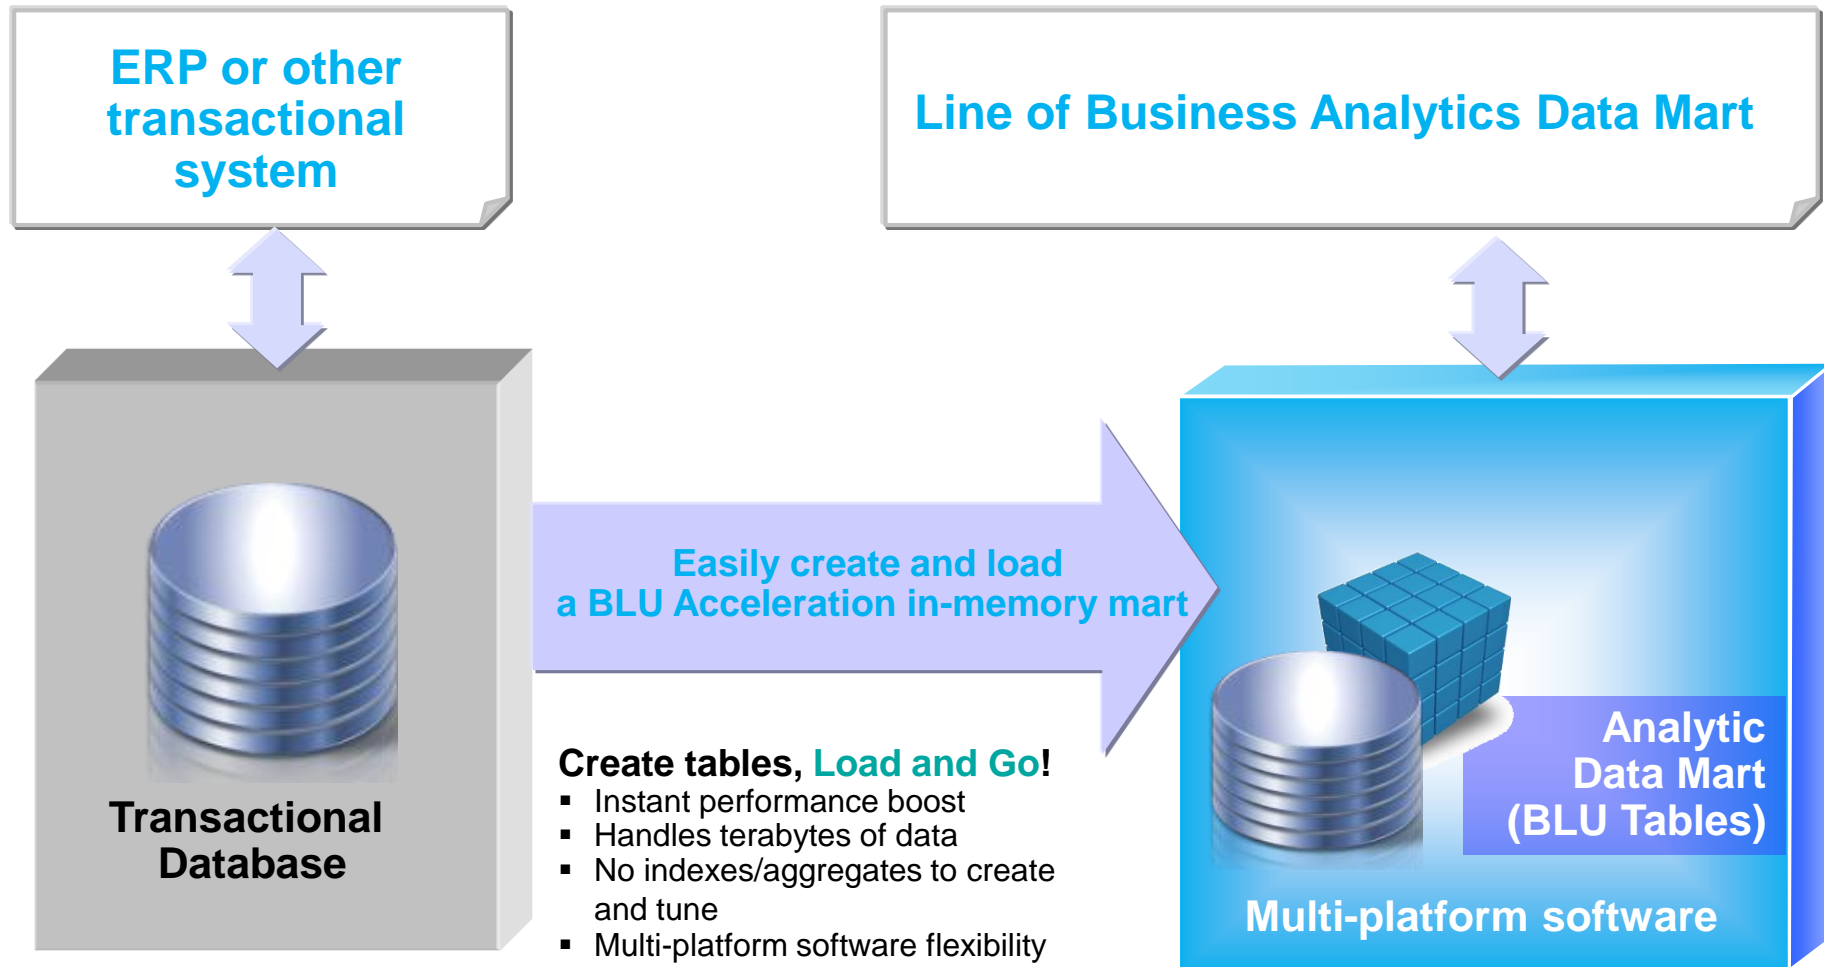 ERP or other
transactional
system
Line of Business Analytics Data Mart
Easily create and load
a BLU Acceleration in-memory mart
Transactional
Database
Create tables, Load and Go!
▪ Instant performance boost
▪ Handles terabytes of data
▪ No indexes/aggregates to create
and tune
▪ Multi-platform software flexibility
Analytic
Data Mart
(BLU Tables)
Multi-platform software